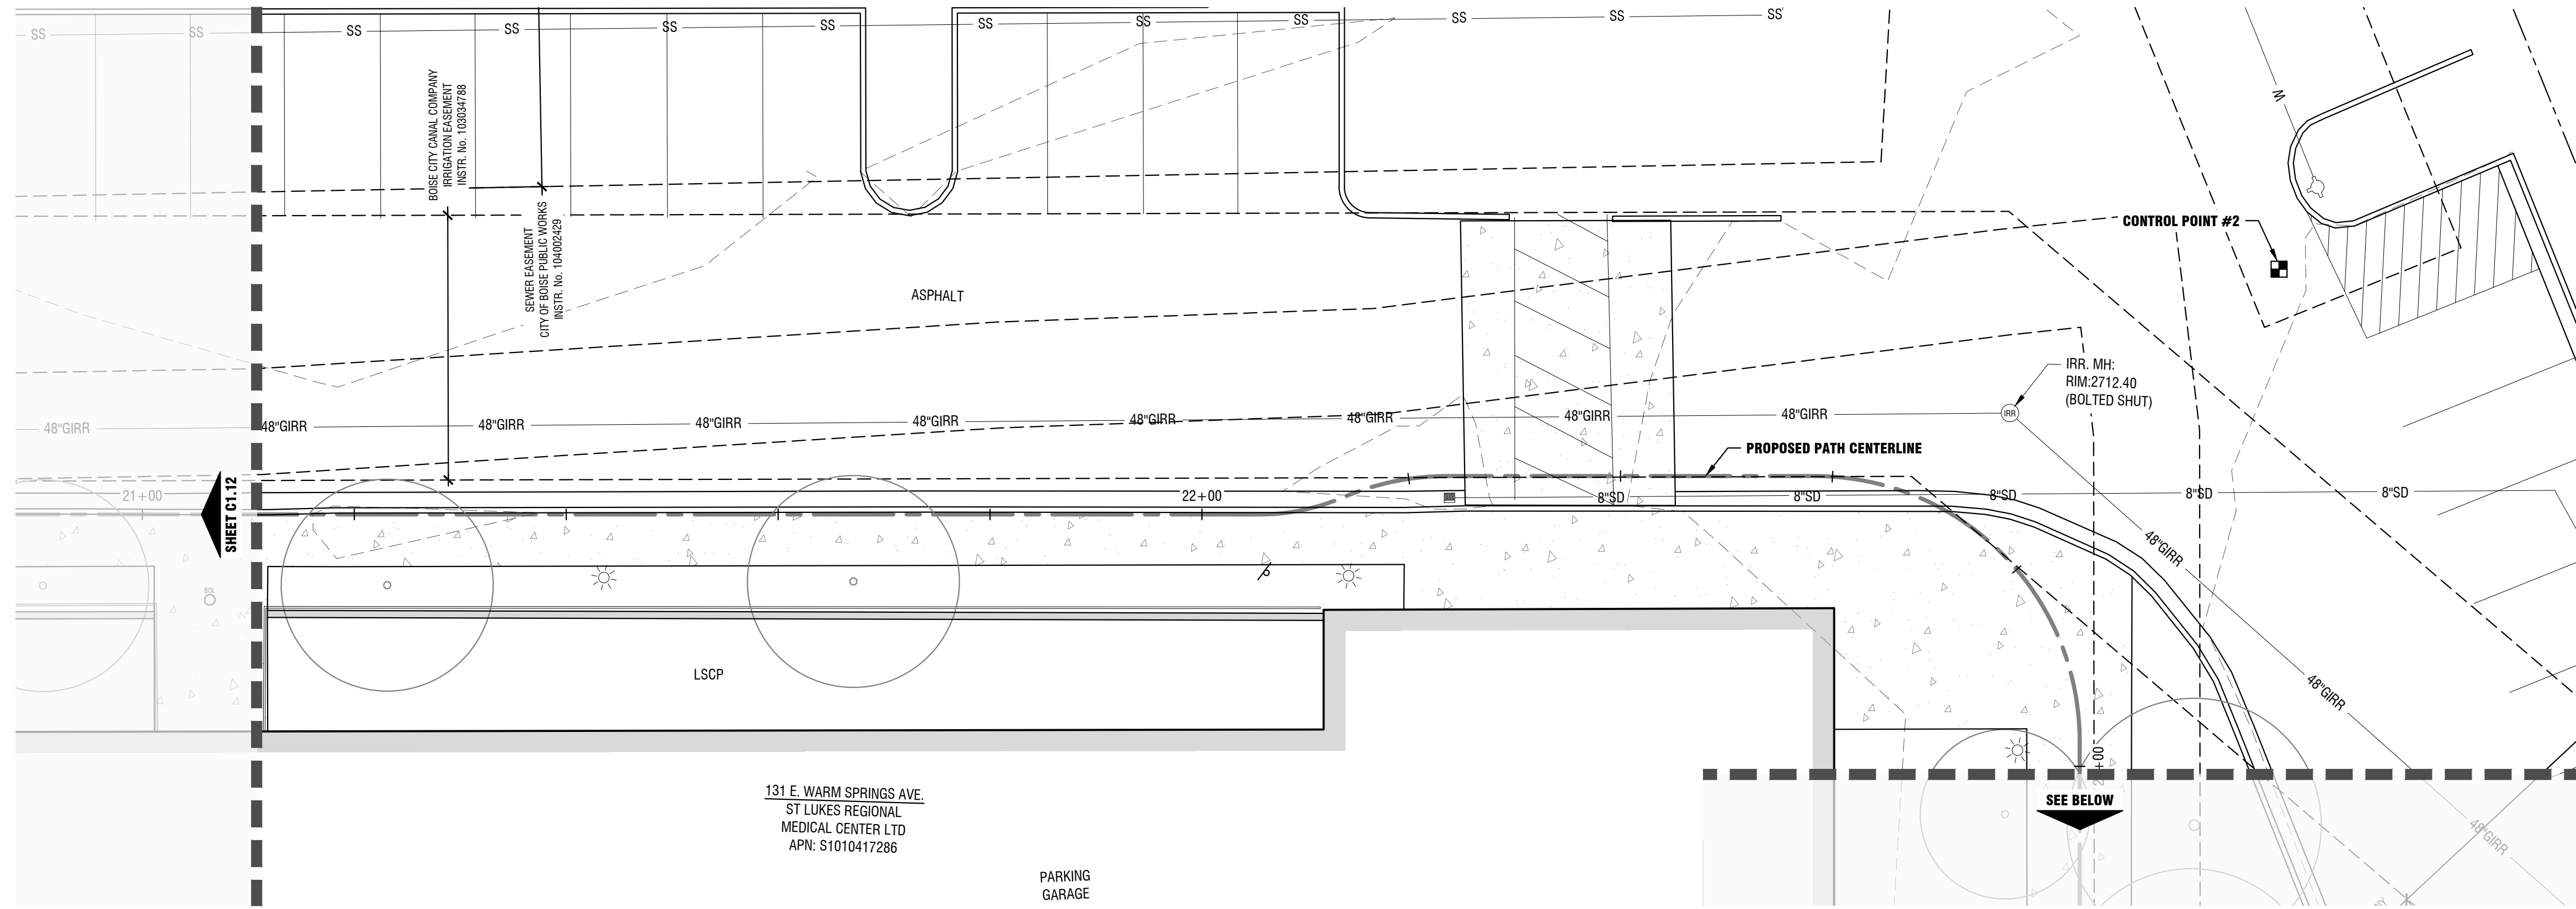 SS
SS
SS
SS
SS
SS
SS
SS
SS
SS
SS
SS
BOISE CITY CANAL COMPANY
IRRIGATION EASEMENT
INSTR. No. 103034788
SEWER EASEMENT
CITY OF BOISE PUBLIC WORKS
INSTR. No. 104002429
W
CONTROL POINT #2
ASPHALT
IRR. MH:
RIM:2712.40
(BOLTED SHUT)
IRR
48"GIRR
48"GIRR
48"GIRR
48"GIRR
48"GIRR
48"GIRR
48"GIRR
48"GIRR
48"GIRR
PROPOSED PATH CENTERLINE
21+00
SHEET C1.12
22+00
8"SD
8"SD
8"SD
8"SD
8"SD
48"GIRR
BOL
LSCP
48"GIRR
131 E. WARM SPRINGS AVE.
ST LUKES REGIONAL
MEDICAL CENTER LTD
APN: S1010417286
SEE BELOW
48"GIRR
PARKING
GARAGE